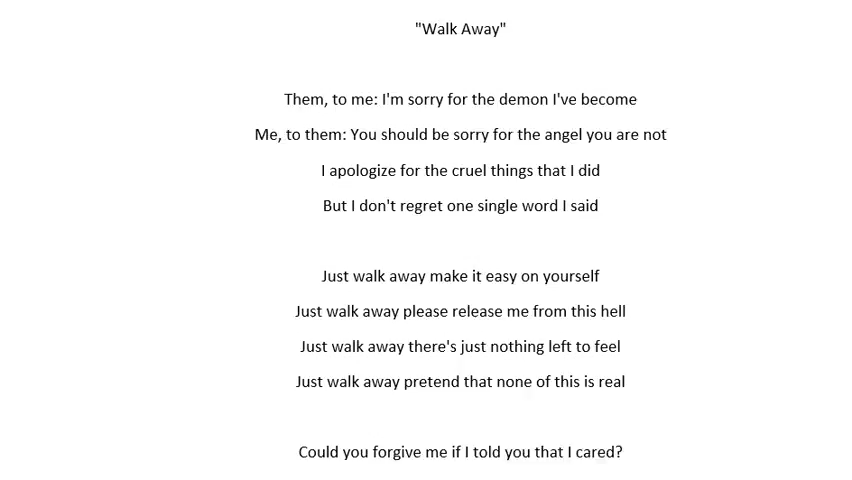 "Walk Away"
Them, to me: I'm sorry for the demon I've become
Me, to them: You should be sorry for the angel you are not
I apologize for the cruel things that I did
But I don't regret one single word I said
Just walk away make it easy on yourself
Just walk away please release me from this hell
Just walk away there's just nothing left to feel
Just walk away pretend that none of this is real
Could you forgive me if I told you that I cared?